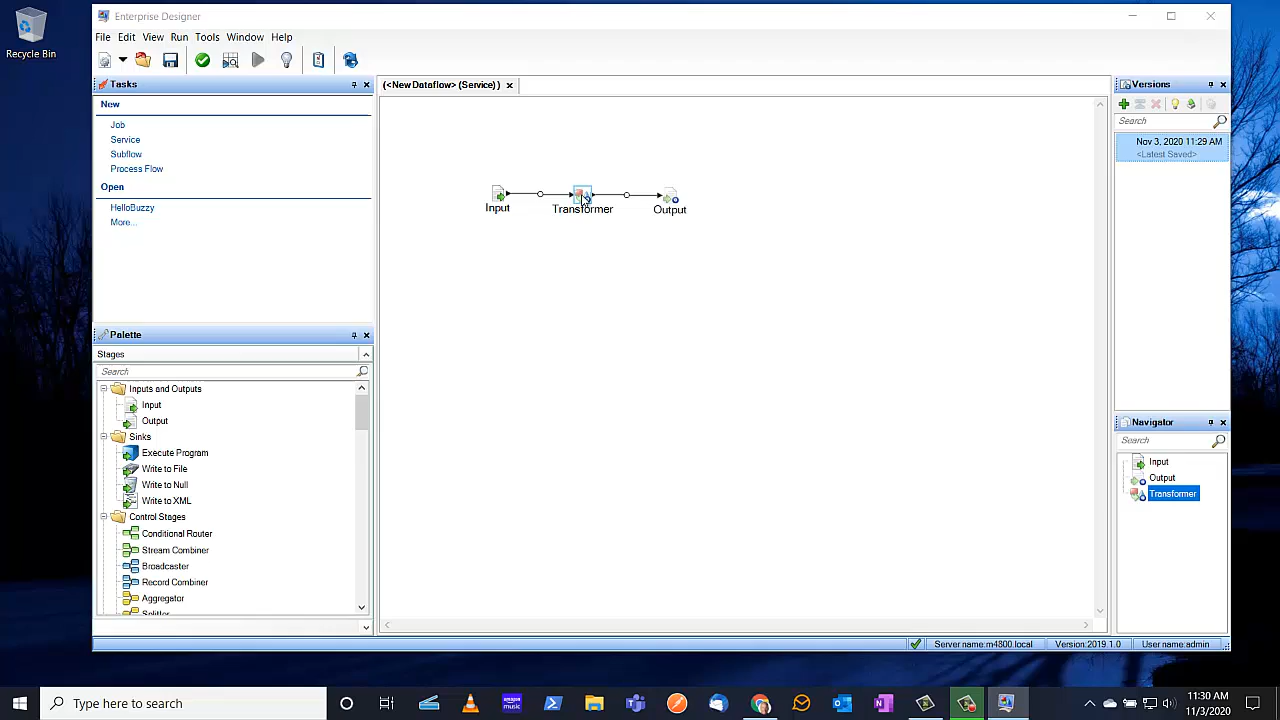 Recycle Bin
Enterprise Designer
File Edit View Run Tools Window Help
Tasks
New
Job
Service
Subflow
Process Flow
Open
HelloBuzzy
More...
Palette
Stages
Search
Inputs and Outputs
Input
Output
Sinks
Execute Program
Write to File
Write to Null
Write to XML
Control Stages
Conditional Router
Stream Combiner
Broadcaster
Record Combiner
Aggregator
Splitter
(<New Dataflow> (Service) )
Input
Transformer
Output
Versions
Search
Nov 3, 2020 11:29 AM
<Latest Saved>
Navigator
Search
Input
Output
Transformer
Server name:m4800.local Version:2019.1.0 User name:admin
Type here to search
music
11:30 AM
11/3/2020